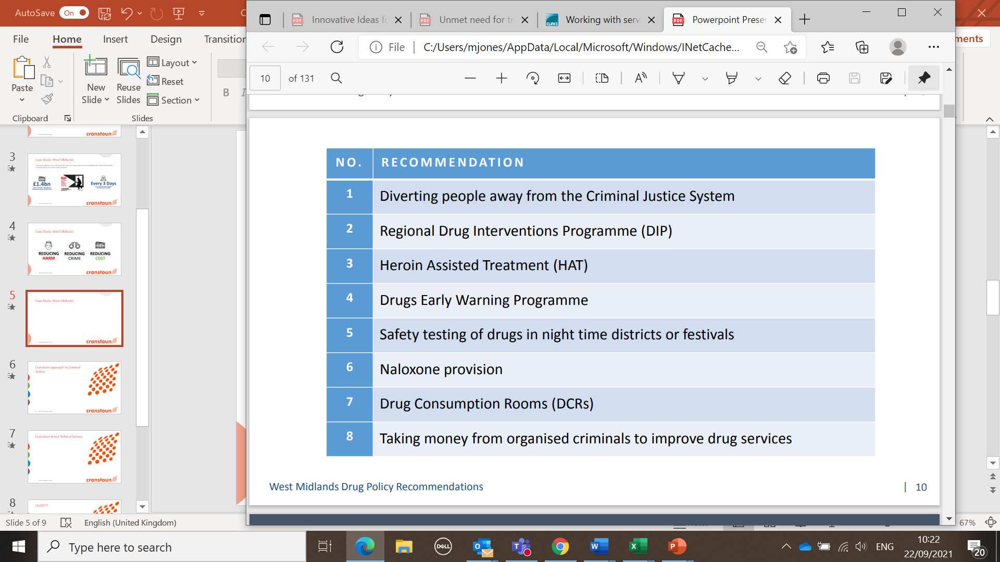 AutoSave On
File Home Insert Design Transition
Paste
New Slide
Reuse Slides
Layout
Reset
Section
B
Clipboard
Slides
cranstoun
3
Case Study: West Midlands
£1.4bn
Every 3 Days
cranstoun
4
Case Study: West Midlands
REDUCING HARM
REDUCING CRIME
REDUCING COST
cranstoun
5
Case Study: West Midlands
cranstoun
6
Cranstoun approach to Criminal
Justice
cranstoun
7
Cranstoun Arrest Referral Service
cranstoun
8
DIVERT™
Slide 5 of 9 English (United Kingdom)
67%
Innovative Ideas fo
Unmet need for tr
CLINKS Working with serv
PDF Powerpoint Preser
ments
File C:/Users/mjones/AppData/Local/Microsoft/Windows/INetCache...
10 of 131
NO. RECOMMENDATION
1 Diverting people away from the Criminal Justice System
2 Regional Drug Interventions Programme (DIP)
3 Heroin Assisted Treatment (HAT)
4 Drugs Early Warning Programme
5 Safety testing of drugs in night time districts or festivals
6 Naloxone provision
7 Drug Consumption Rooms (DCRs)
8 Taking money from organised criminals to improve drug services
West Midlands Drug Policy Recommendations | 10
Type here to search
DELL
ENG
10:22
22/09/2021
20